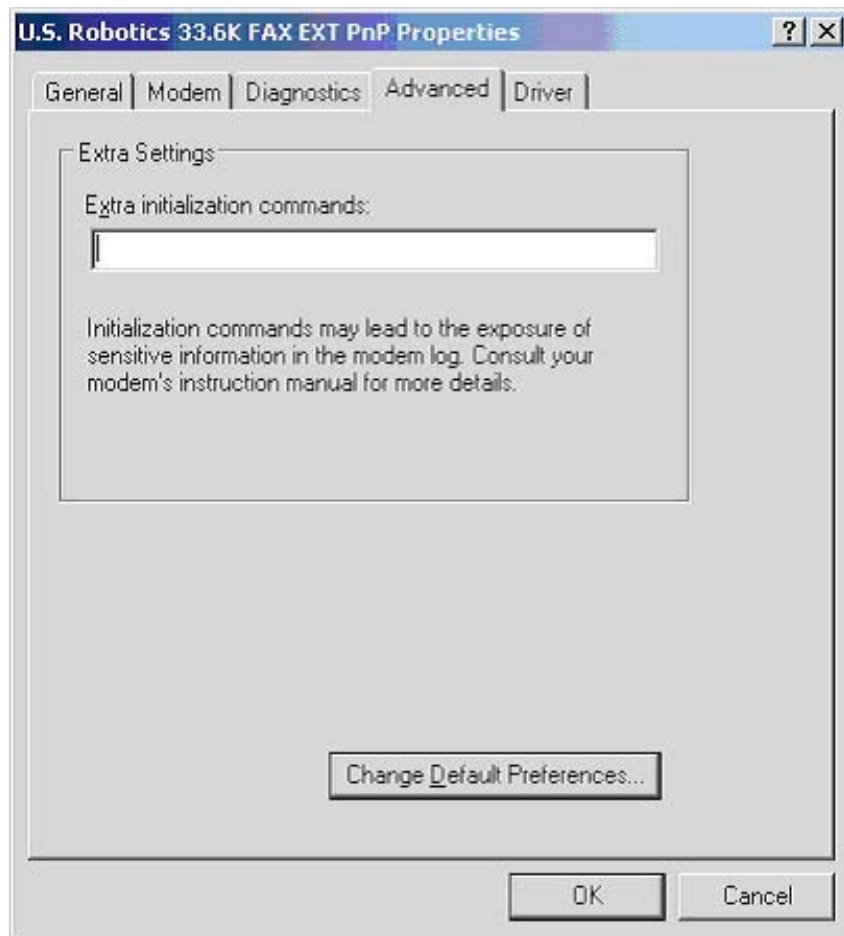 U.S. Robotics 33.6K FAX EXT PnP Properties
General Modem Diagnostics Advanced Driver
Extra Settings
Extra initialization commands:
Initialization commands may lead to the exposure of
sensitive information in the modem log. Consult your
modem's instruction manual for more details.
Change Default Preferences...
OK Cancel